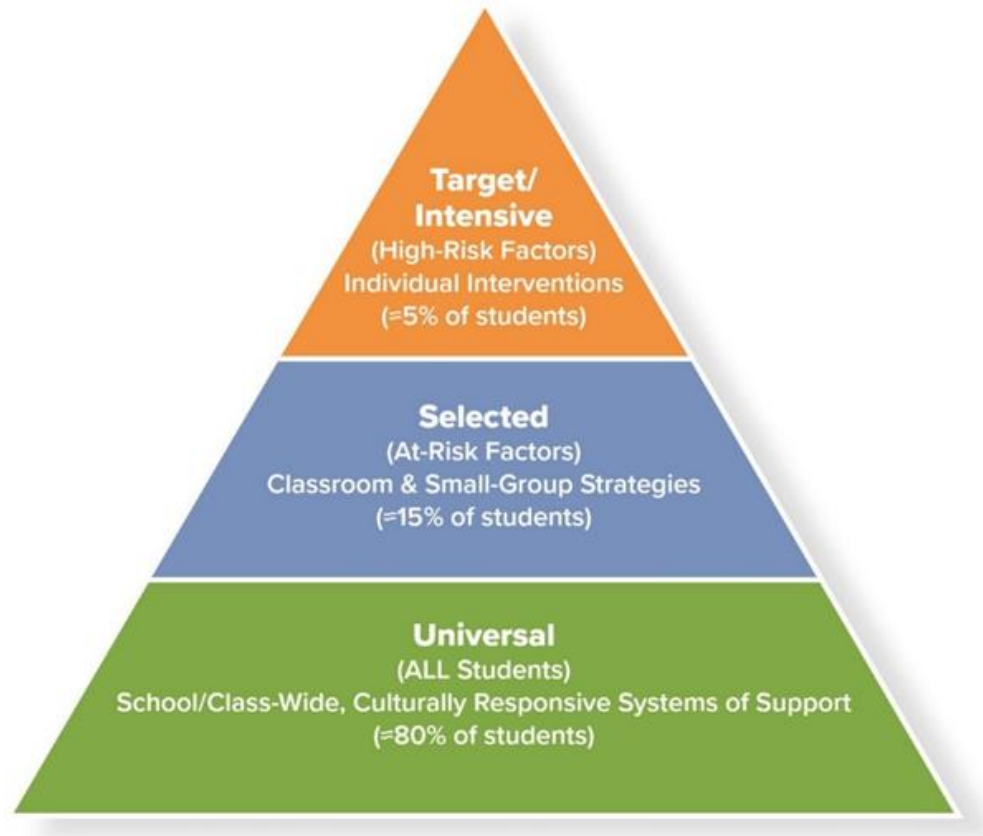 Target/
Intensive
(High-Risk Factors)
Individual Interventions
(≂5% of students)
Selected
(At-Risk Factors)
Classroom & Small-Group Strategies
(≂15% of students)
Universal
(ALL Students)
School/Class-Wide, Culturally Responsive Systems of Support
(≂80% of students)